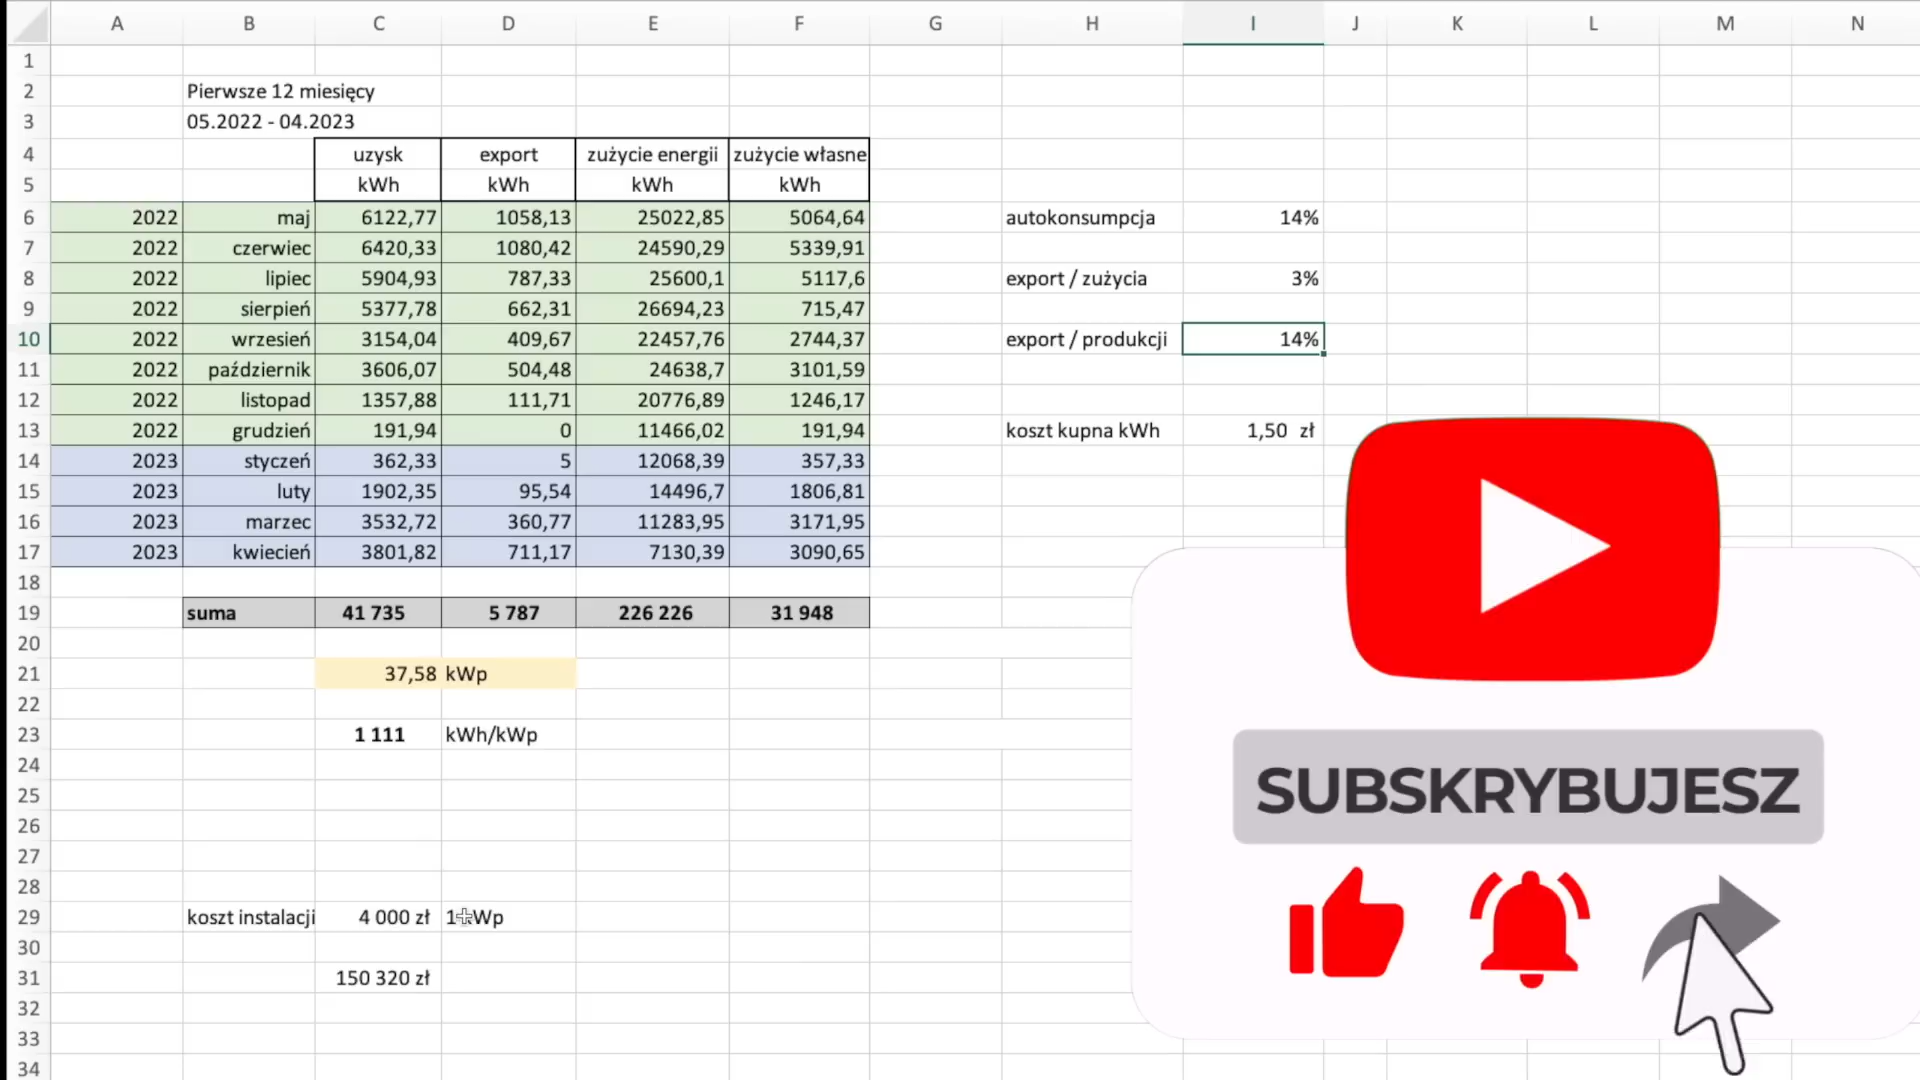 A B C D E F G H I J K L M N
1
2 Pierwsze 12 miesięcy
3 05.2022 - 04.2023
4 uzysk export zużycie energii zużycie własne
5 kWh kWh kWh kWh
6 2022 maj 6122,77 1058,13 25022,85 5064,64 autokonsumpcja 14%
7 2022 czerwiec 6420,33 1080,42 24590,29 5339,91
8 2022 lipiec 5904,93 787,33 25600,1 5117,6 export / zużycia 3%
9 2022 sierpień 5377,78 662,31 26694,23 715,47
10 2022 wrzesień 3154,04 409,67 22457,76 2744,37 export / produkcji 14%
11 2022 październik 3606,07 504,48 24638,7 3101,59
12 2022 listopad 1357,88 111,71 20776,89 1246,17
13 2022 grudzień 191,94 0 11466,02 191,94 koszt kupna kWh 1,50 zł
14 2023 styczeń 362,33 5 12068,39 357,33
15 2023 luty 1902,35 95,54 14496,7 1806,81
16 2023 marzec 3532,72 360,77 11283,95 3171,95
17 2023 kwiecień 3801,82 711,17 7130,39 3090,65
18
19 suma 41 735 5 787 226 226 31 948
20
21 37,58 kWp
22
23 1 111 kWh/kWp
24
25
26 SUBSKRYBUJESZ
27
28
29 koszt instalacji 4 000 zł
30
31 150 320 zł
32
33
34